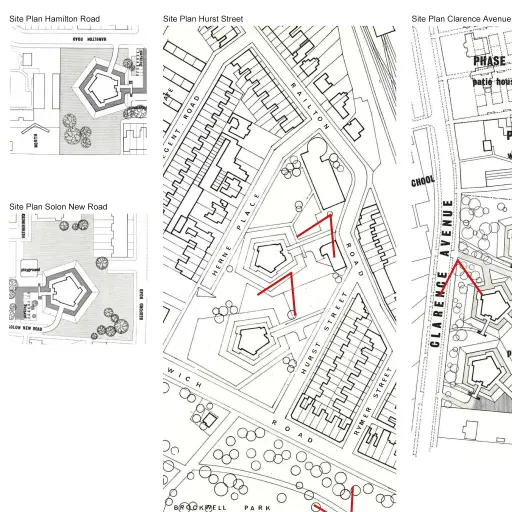 Site Plan Hamilton Road
Site Plan Hurst Street
Site Plan Clarence Avenue
HAMILTON ROAD
NORTH
RAILTON
ROAD
HERNE PLACE
HURST STREET
RYMER STREET
WICH
ROAD
BROCKWELL PARK
PHASE
patio hous
CHOOL
CLARENCE AVENUE
Site Plan Solon New Road
playground
SOLON NEW ROAD